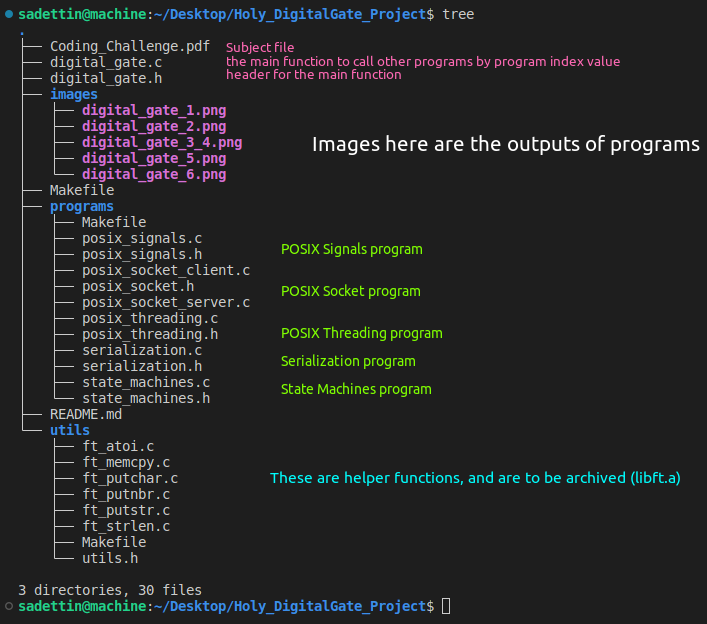 sadettin@machine:~/Desktop/Holy_DigitalGate_Project$ tree
.
├── Coding_Challenge.pdf Subject file
├── digital_gate.c the main function to call other programs by program index value
├── digital_gate.h header for the main function
├── images
│   ├── digital_gate_1.png
│   ├── digital_gate_2.png
│   ├── digital_gate_3_4.png Images here are the outputs of programs
│   ├── digital_gate_5.png
│   └── digital_gate_6.png
├── Makefile
├── programs
│   ├── Makefile
│   ├── posix_signals.c
│   ├── posix_signals.h POSIX Signals program
│   ├── posix_socket_client.c
│   ├── posix_socket.h POSIX Socket program
│   ├── posix_socket_server.c
│   ├── posix_threading.c
│   ├── posix_threading.h POSIX Threading program
│   ├── serialization.c
│   ├── serialization.h Serialization program
│   ├── state_machines.c State Machines program
│   └── state_machines.h
├── README.md
└── utils
    ├── ft_atoi.c
    ├── ft_memcpy.c
    ├── ft_putchar.c These are helper functions, and are to be archived (libft.a)
    ├── ft_putnbr.c
    ├── ft_putstr.c
    ├── ft_strlen.c
    ├── Makefile
    └── utils.h
3 directories, 30 files
sadettin@machine:~/Desktop/Holy_DigitalGate_Project$